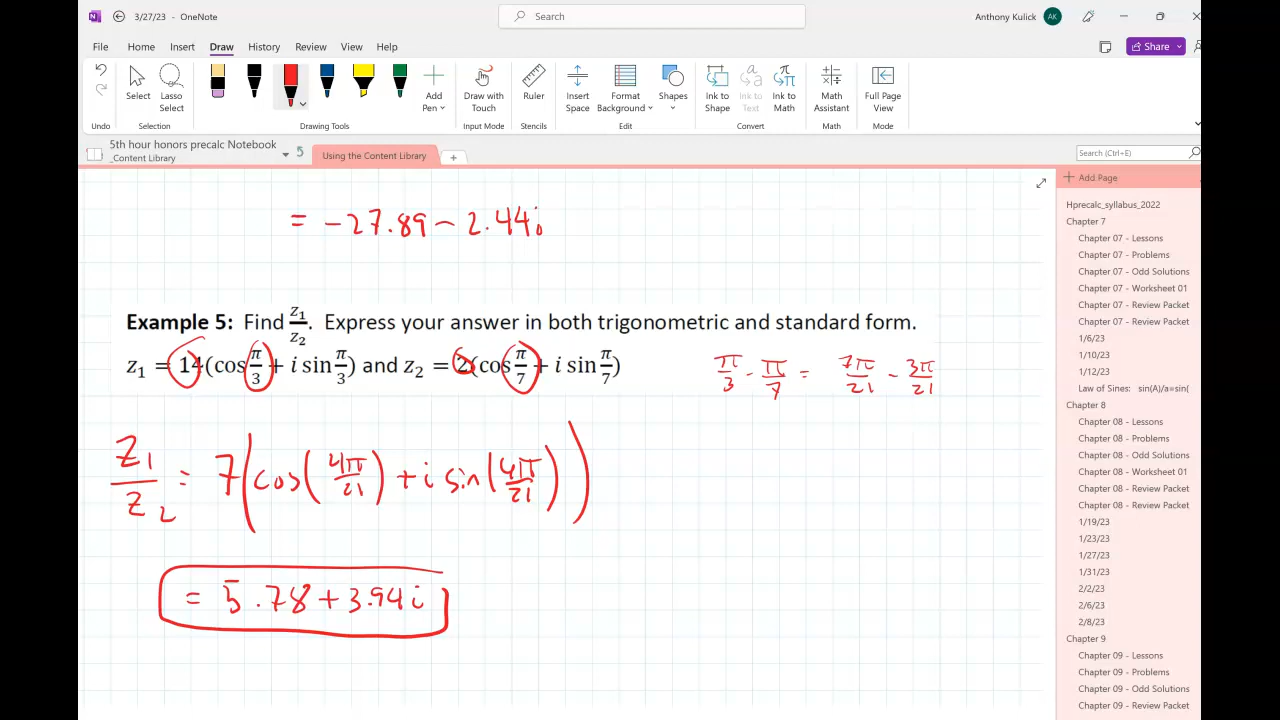 3/27/23 - OneNote
Search
Anthony Kulick
AK
File Home Insert Draw History Review View Help
Share
Select
Lasso Select
Add Pen
Draw with Touch
Ruler
Insert Space
Format Background
Shapes
Ink to Shape
Ink to Text
Ink to Math
Math Assistant
Full Page View
Undo Selection Drawing Tools Input Mode Stencils Edit Convert Math Mode
5th hour honors precalc Notebook
_Content Library
Using the Content Library
Search (Ctrl+E)
Add Page
Hprecalc_syllabus_2022
Chapter 7
Chapter 07 - Lessons
Chapter 07 - Problems
Chapter 07 - Odd Solutions
Chapter 07 - Worksheet 01
Chapter 07 - Review Packet
Chapter 07 - Review Packet
1/6/23
1/10/23
1/12/23
Law of Sines: sin(A)/a=sin(
Chapter 8
Chapter 08 - Lessons
Chapter 08 - Problems
Chapter 08 - Odd Solutions
Chapter 08 - Worksheet 01
Chapter 08 - Review Packet
Chapter 08 - Review Packet
1/19/23
1/23/23
1/27/23
1/31/23
2/2/23
2/6/23
2/8/23
Chapter 9
Chapter 09 - Lessons
Chapter 09 - Problems
Chapter 09 - Odd Solutions
Chapter 09 - Review Packet
= -27.89 - 2.44i
Example 5: Find z₁/z₂. Express your answer in both trigonometric and standard form.
z₁ = 14(cos π/3 + i sin π/3) and z₂ = 2(cos π/7 + i sin π/7)
π/3 - π/7 = 7π/21 - 3π/21
z₁/z₂ = 7(cos(4π/21) + i sin(4π/21))
= 5.78 + 3.94i